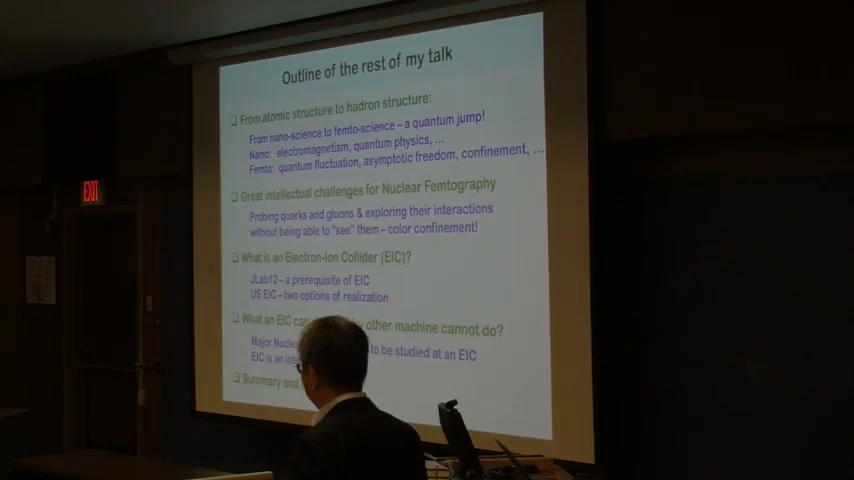 Outline of the rest of my talk
From atomic structure to hadron structure:
From nano-science to femto-science – a quantum jump!
Nano: electromagnetism, quantum physics, ...
Femto: quantum fluctuation, asymptotic freedom, confinement, ...
EXIT
Great intellectual challenges for Nuclear Femtography
Probing quarks and gluons & exploring their interactions
without being able to "see" them – color confinement!
What is an Electron-Ion Collider (EIC)?
JLab12 – a prerequisite of EIC
US EIC – two options of realization
What an EIC can other machine cannot do?
Major to be studied at an EIC
EIC is an
Summary and